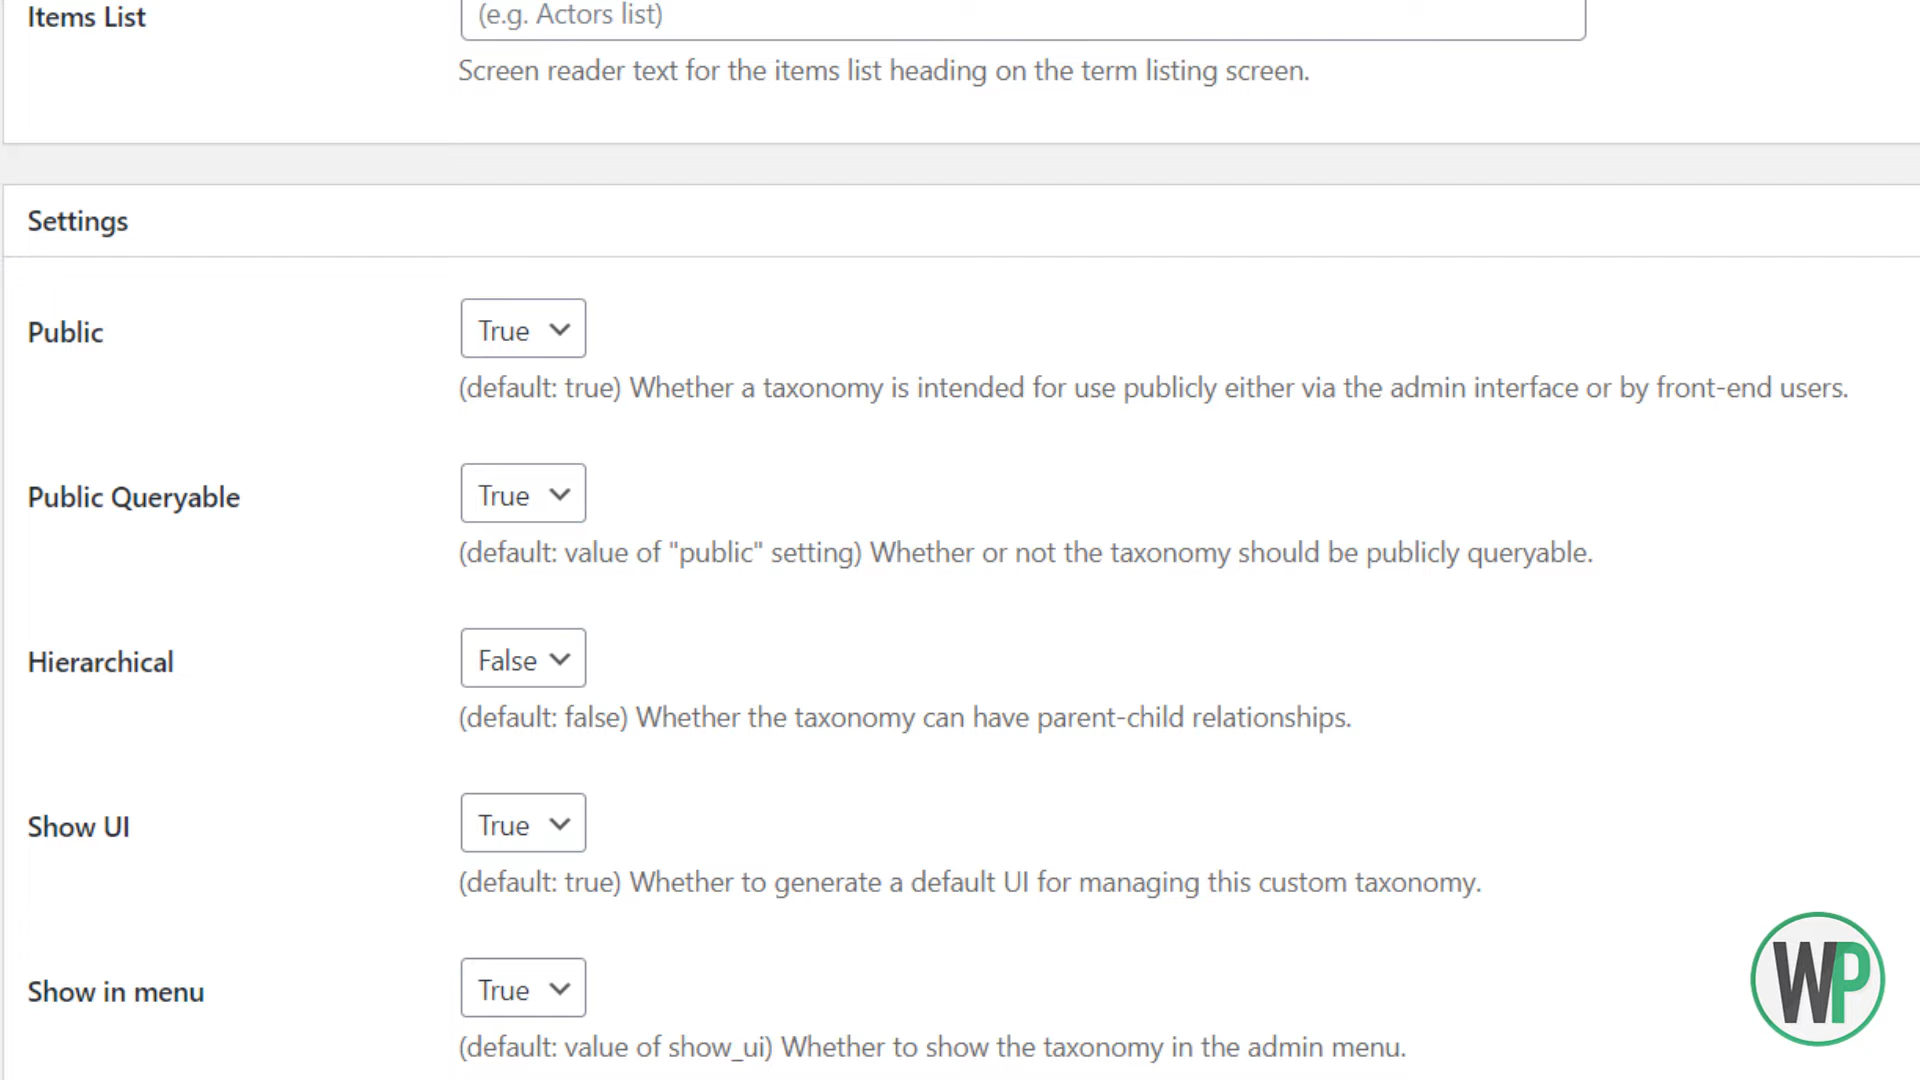 Items List
(e.g. Actors list)
Screen reader text for the items list heading on the term listing screen.
Settings
Public
True
(default: true) Whether a taxonomy is intended for use publicly either via the admin interface or by front-end users.
Public Queryable
True
(default: value of "public" setting) Whether or not the taxonomy should be publicly queryable.
Hierarchical
False
(default: false) Whether the taxonomy can have parent-child relationships.
Show UI
True
(default: true) Whether to generate a default UI for managing this custom taxonomy.
Show in menu
True
(default: value of show_ui) Whether to show the taxonomy in the admin menu.
WP